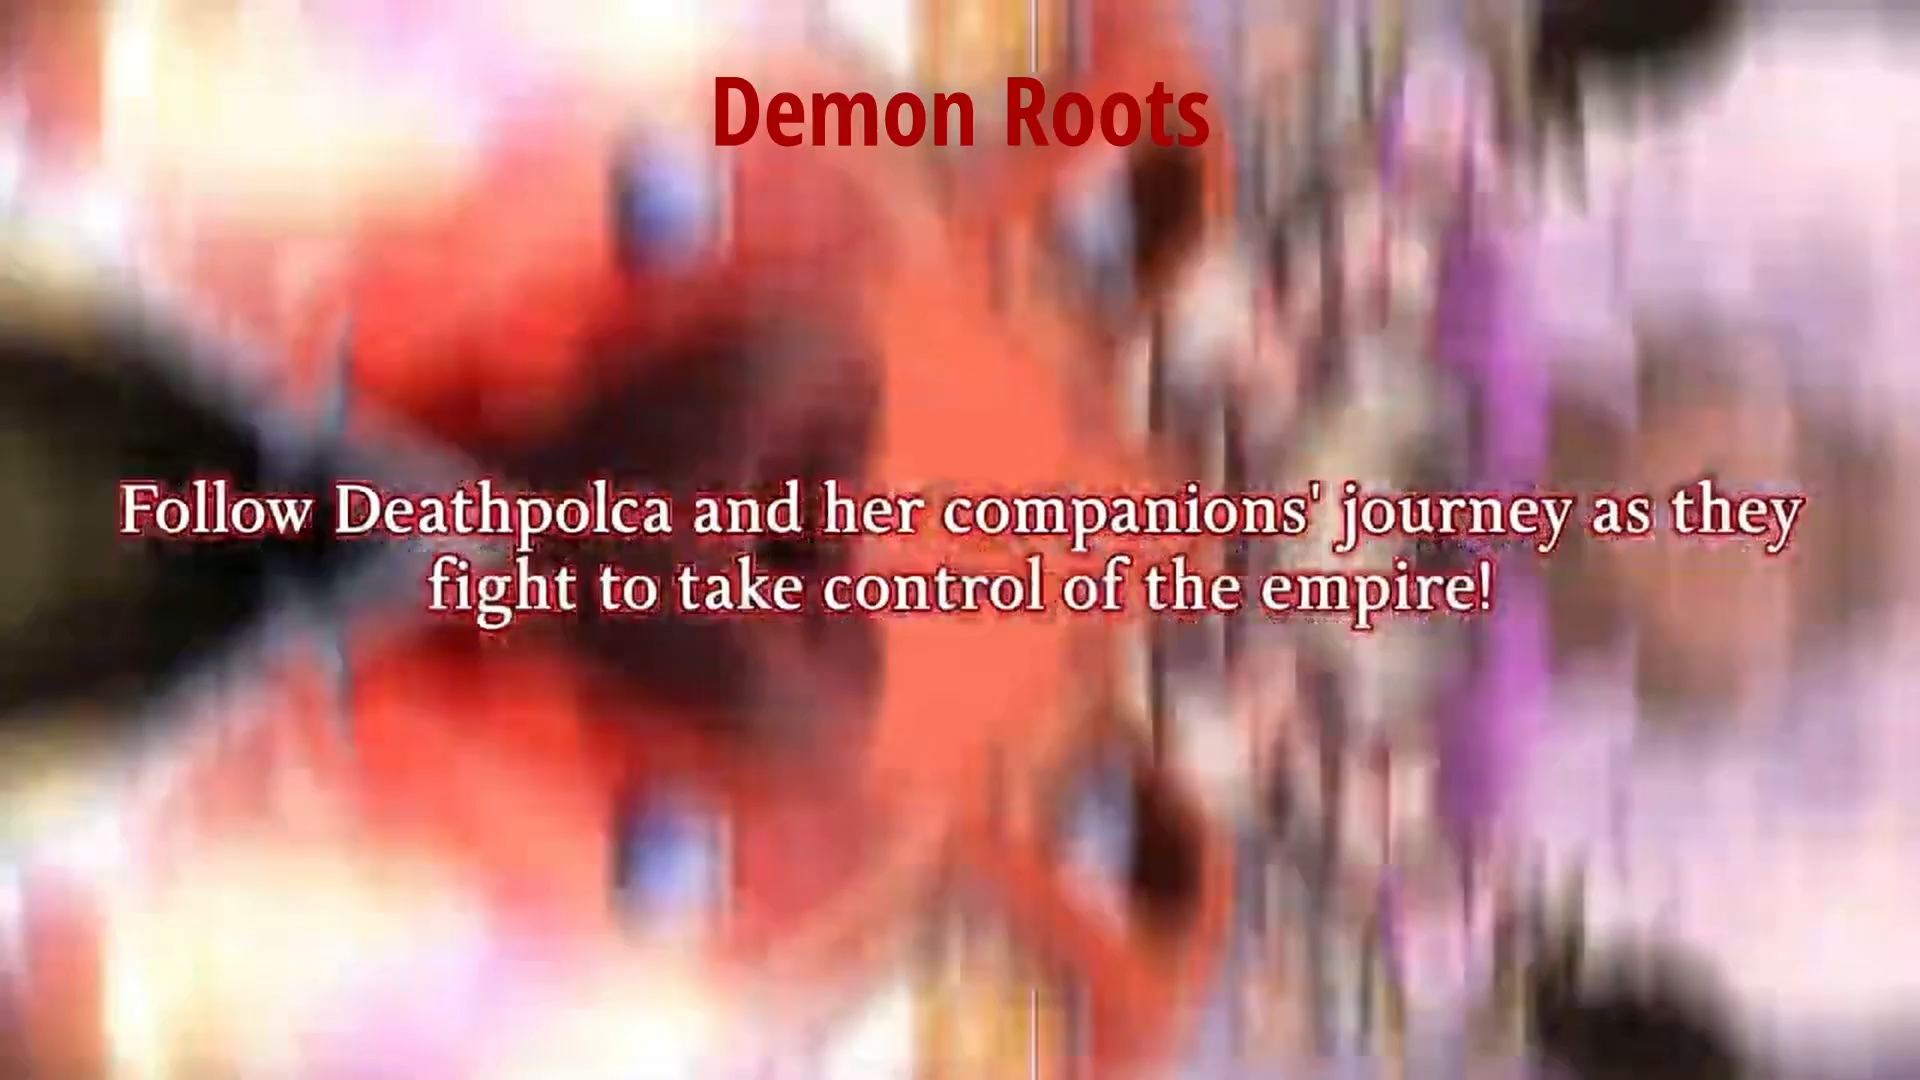 Demon Roots
Follow Deathpolca and her companions' journey as they
fight to take control of the empire!